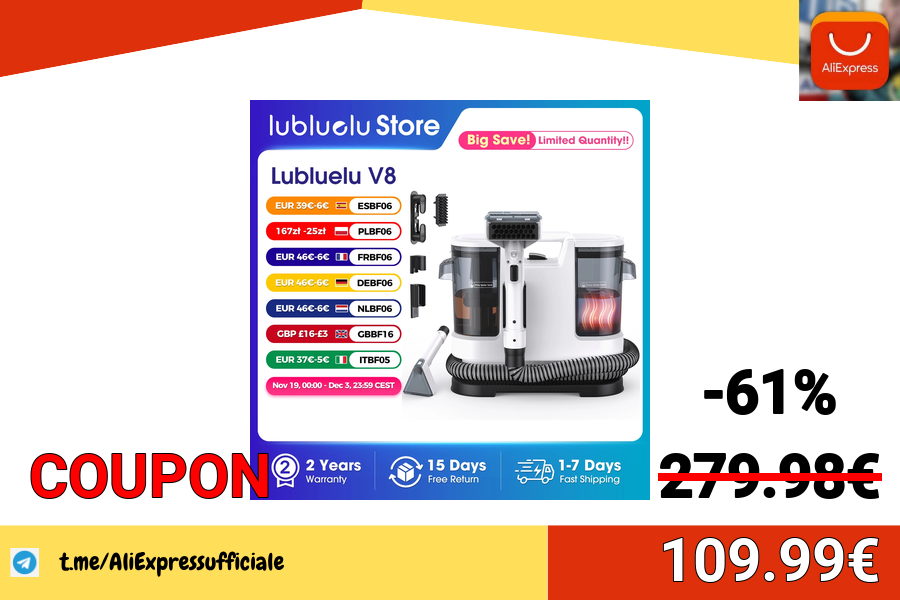 AliExpress
lubluelu Store
Big Save! Limited Quantity!!
Lubluelu V8
EUR 39€-6€ ESBF06
167zł -25zł PLBF06
EUR 46€-6€ FRBF06
EUR 46€-6€ DEBF06
EUR 46€-6€ NLBF06
GBP £16-£3 GBBF16
EUR 37€-5€ ITBF05
Nov 19, 00:00 - Dec 3, 23:59 CEST
-61%
COUPON
2
2 Years
Warranty
15 Days
Free Return
1-7 Days
Fast Shipping
279.98€
t.me/AliExpressufficiale
109.99€